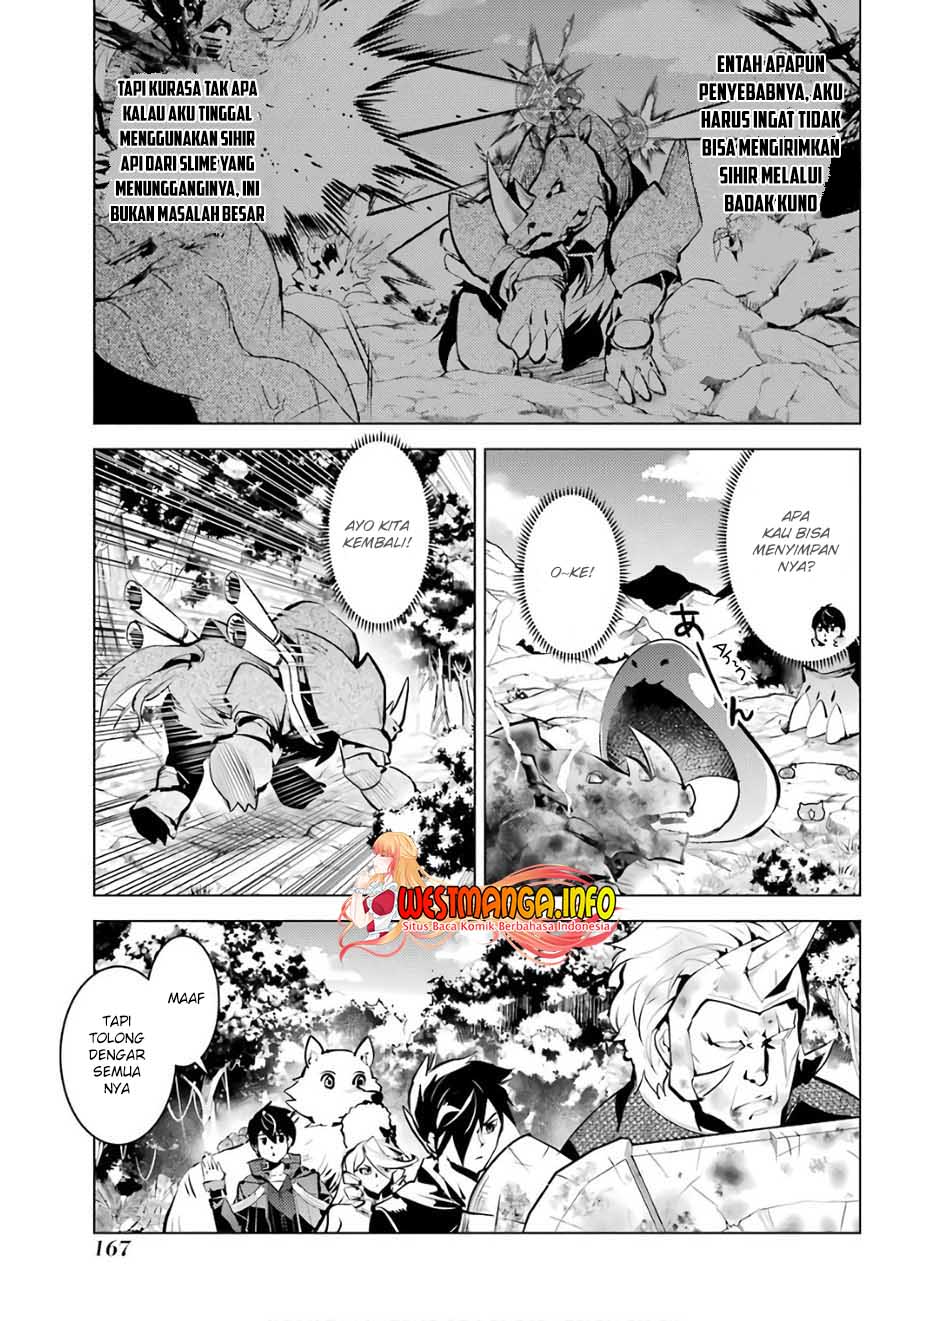 ENTAH APAPUN
PENYEBABNYA, AKU
HARUS INGAT TIDAK
BISA MENGIRIMKAN
SIHIR MELALUI
BADAK KUNO
TAPI KURASA TAK APA
KALAU AKU TINGGAL
MENGGUNAKAN SIHIR
API DARI SLIME YANG
MENUNGGANGINYA, INI
BUKAN MASALAH BESAR
APA
KAU BISA
MENYIMPAN
NYA?
O~KE!
あーん
Ah~n
AYO KITA
KEMBALI!
WESTMANGA.INFO
Situs Baca Komik Berbahasa Indonesia
MAAF
TAPI
TOLONG
DENGAR
SEMUA
NYA
167